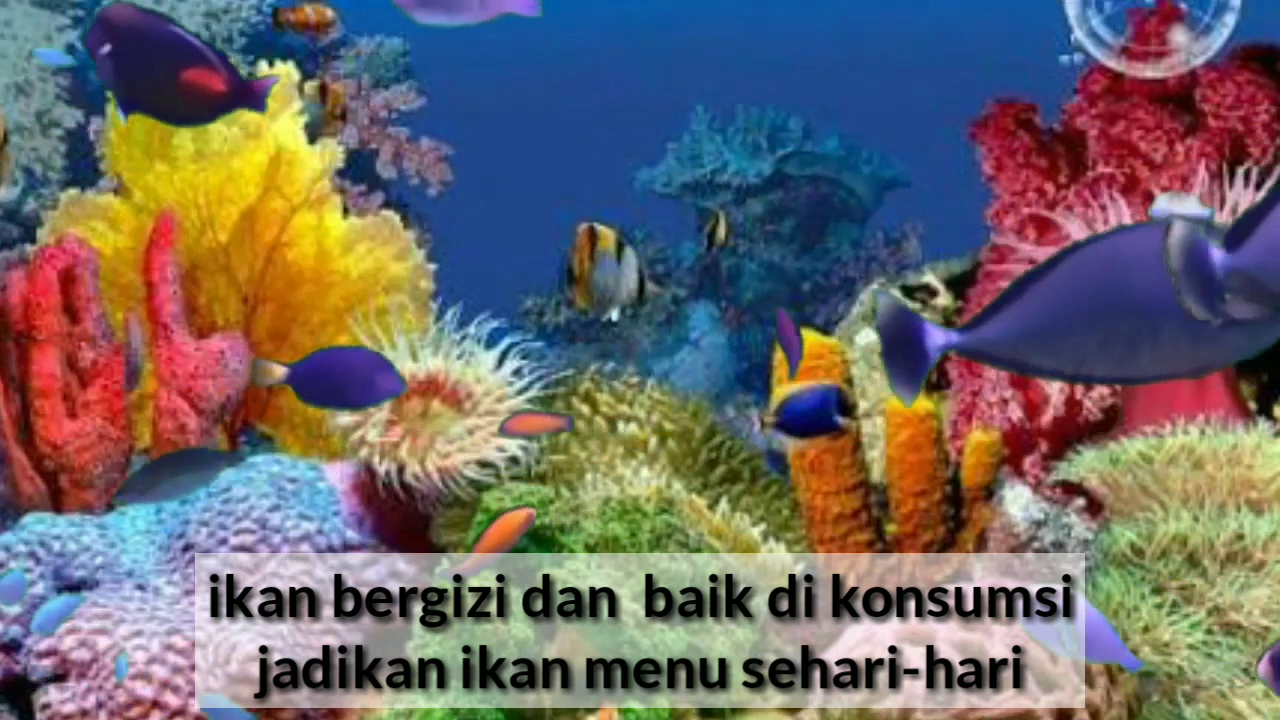 ikan bergizi dan  baik di konsumsi
jadikan ikan menu sehari-hari